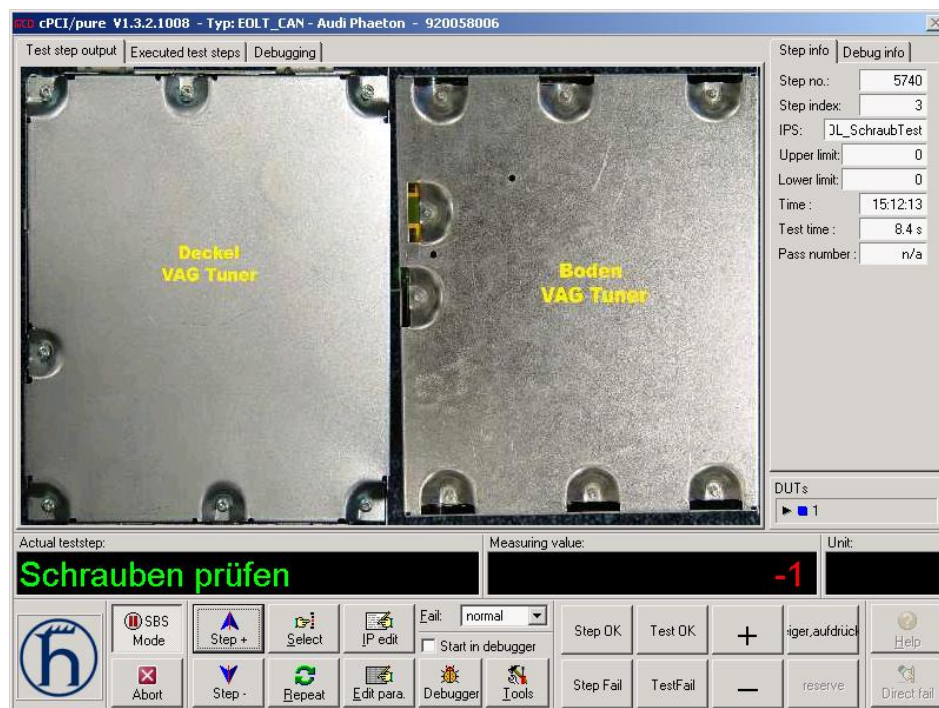 cPCI/pure V1.3.2.1008 - Typ: EOLT_CAN - Audi Phaeton - 920058006
Test step output
Executed test steps
Debugging
Deckel
VAG Tuner
Boden
VAG Tuner
Step info
Debug info
Step no.: 5740
Step index: 3
IPS: OL_SchraubTest
Upper limit: 0
Lower limit: 0
Time : 15:12:13
Test time : 8.4 s
Pass number : n/a
DUTs
1
Actual teststep:
Schrauben prüfen
Measuring value:
-1
Unit:
SBS
Mode
Abort
Step +
Step -
Select
Repeat
IP edit
Edit para.
Fail: normal
Start in
debugger
Debugger
Tools
Step OK
Test OK
+
eiger,aufdrück
Step Fail
TestFail
–
reserve
Help
Direct fail